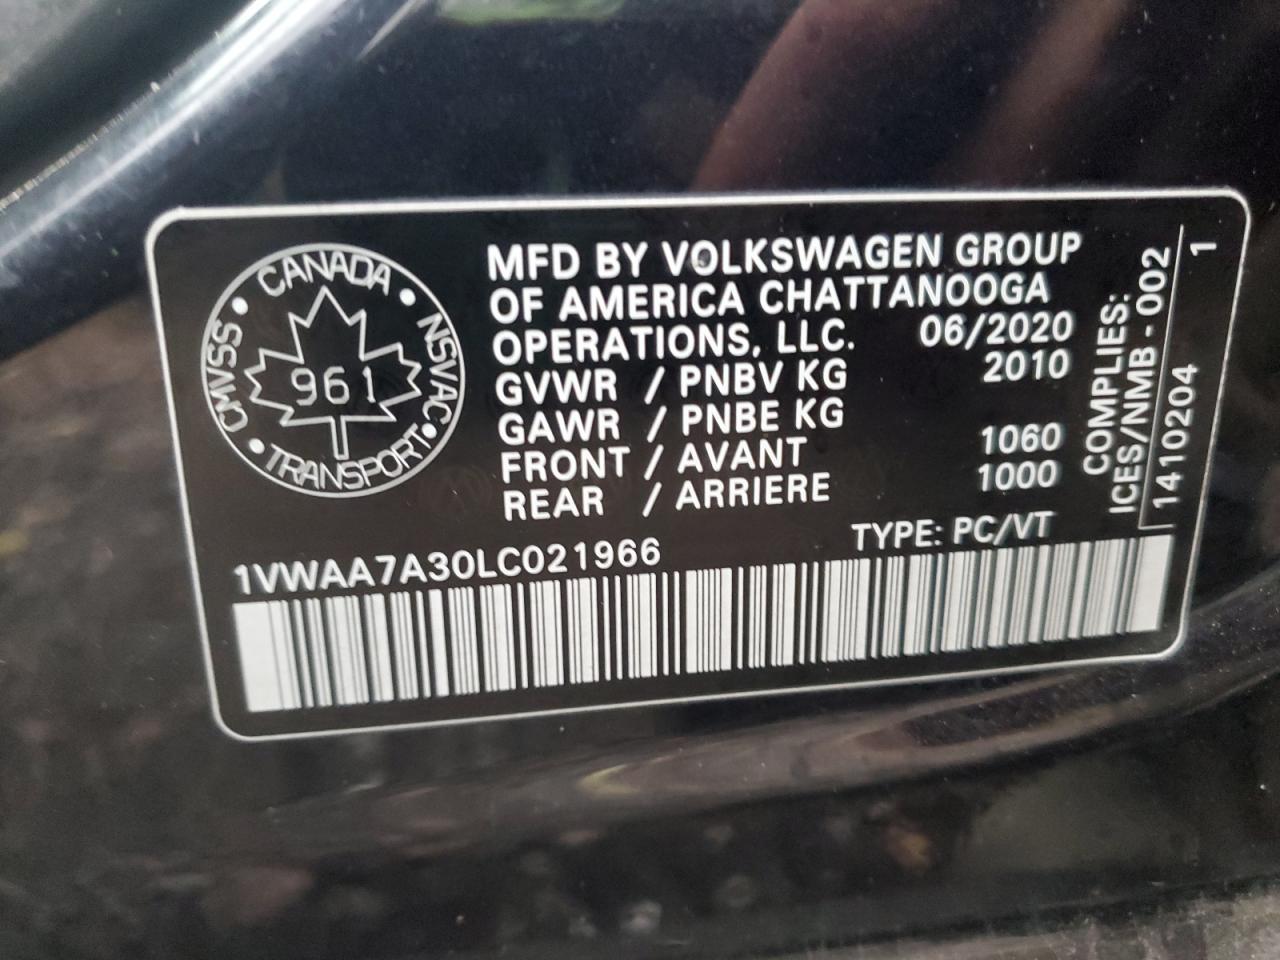 CANADA
CMVSS
NSVAC
961
TRANSPORT
MFD BY VOLKSWAGEN GROUP
OF AMERICA CHATTANOOGA
OPERATIONS, LLC. 06/2020
GVWR / PNBV KG 2010
GAWR / PNBE KG
FRONT / AVANT 1060
REAR / ARRIERE 1000
TYPE: PC/VT
1VWAA7A30LC021966
COMPLIES:
ICES/NMB-002
1410204 1